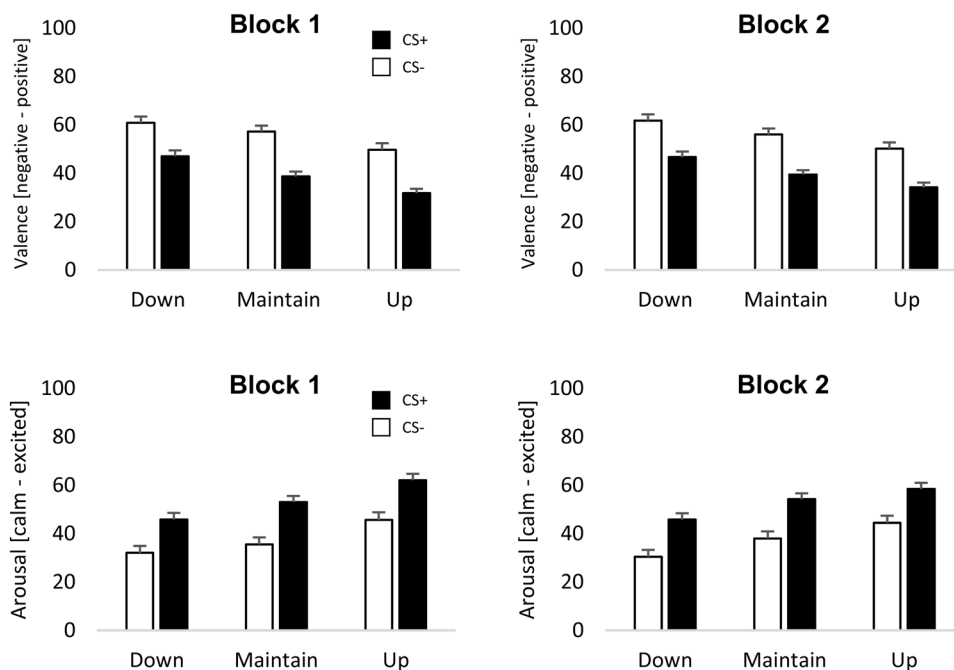 Block 1
CS+
CS-
Valence [negative - positive]
100
80
60
40
20
0
Down Maintain Up
Block 2
Valence [negative - positive]
100
80
60
40
20
0
Down Maintain Up
Block 1
CS+
CS-
Arousal [calm - excited]
100
80
60
40
20
0
Down Maintain Up
Block 2
Arousal [calm - excited]
100
80
60
40
20
0
Down Maintain Up